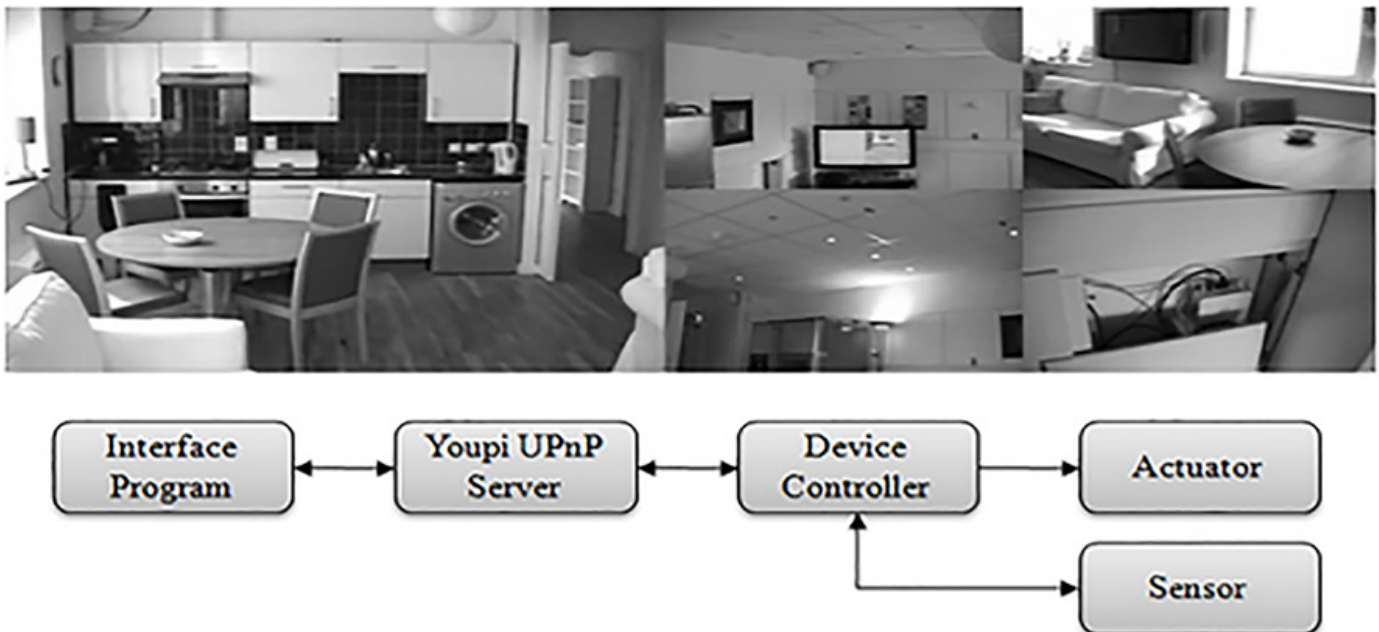 Interface
Program
Youpi UPnP
Server
Device
Controller
Actuator
Sensor